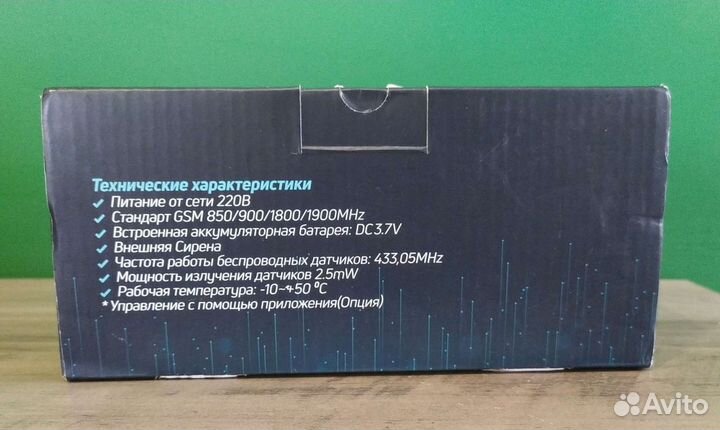 Технические характеристики
✓ Питание от сети 220В
✓ Стандарт GSM 850/900/1800/1900MHz
✓ Встроенная аккумуляторная батарея: DC3.7V
✓ Внешняя Сирена
✓ Частота работы беспроводных датчиков: 433,05MHz
✓ Мощность излучения датчиков 2.5mW
✓ Рабочая температура: -10~+50 °C
* Управление с помощью приложения(Опция)
Avito